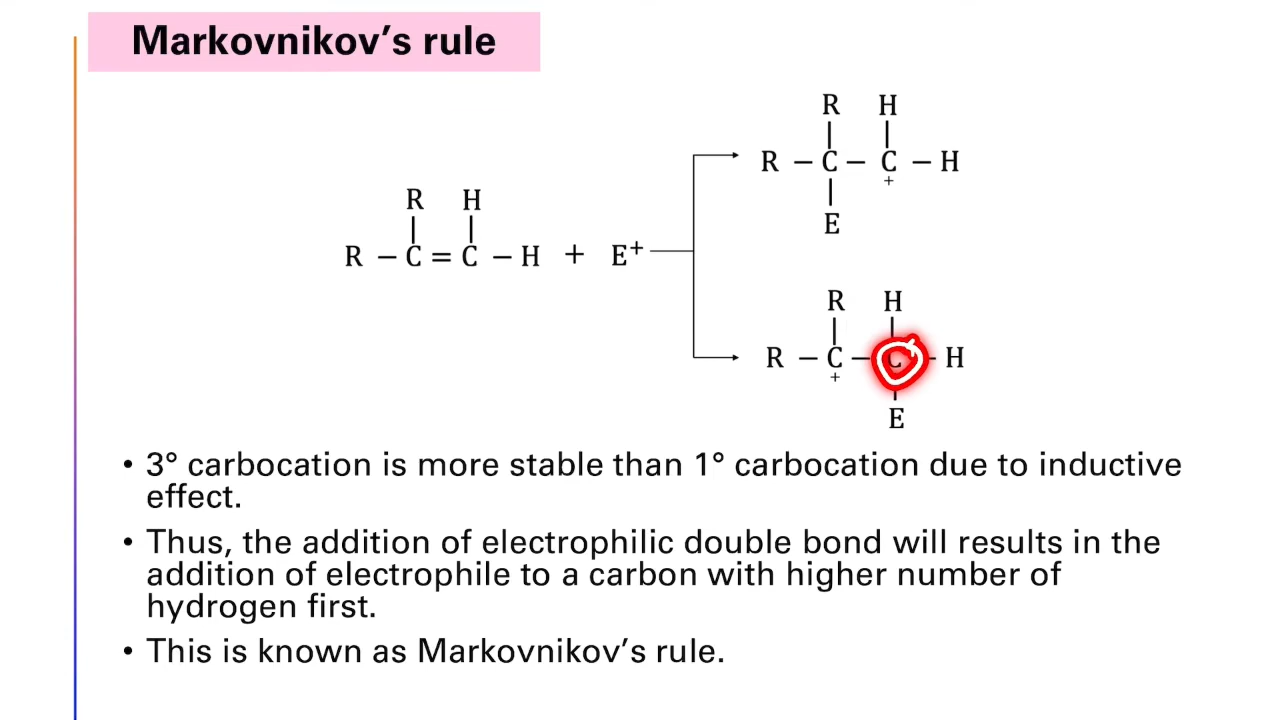 Markovnikov's rule
R H
R – C – C – H
+
E
R H
R – C = C – H + E⁺
R H
R – C – C – H
+
E
• 3° carbocation is more stable than 1° carbocation due to inductive
effect.
• Thus, the addition of electrophilic double bond will results in the
addition of electrophile to a carbon with higher number of
hydrogen first.
• This is known as Markovnikov's rule.